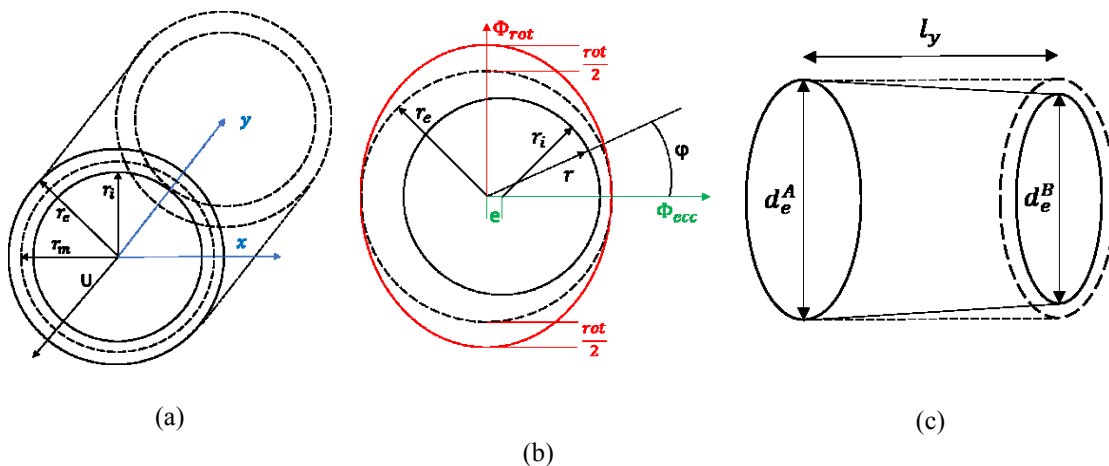 y
r_i
r_e
r_m
x
U
(a)
Φ_rot
rot/2
r_e
r_i
r
φ
e
Φ_ecc
rot/2
(b)
l_y
d_e^A
d_e^B
(c)